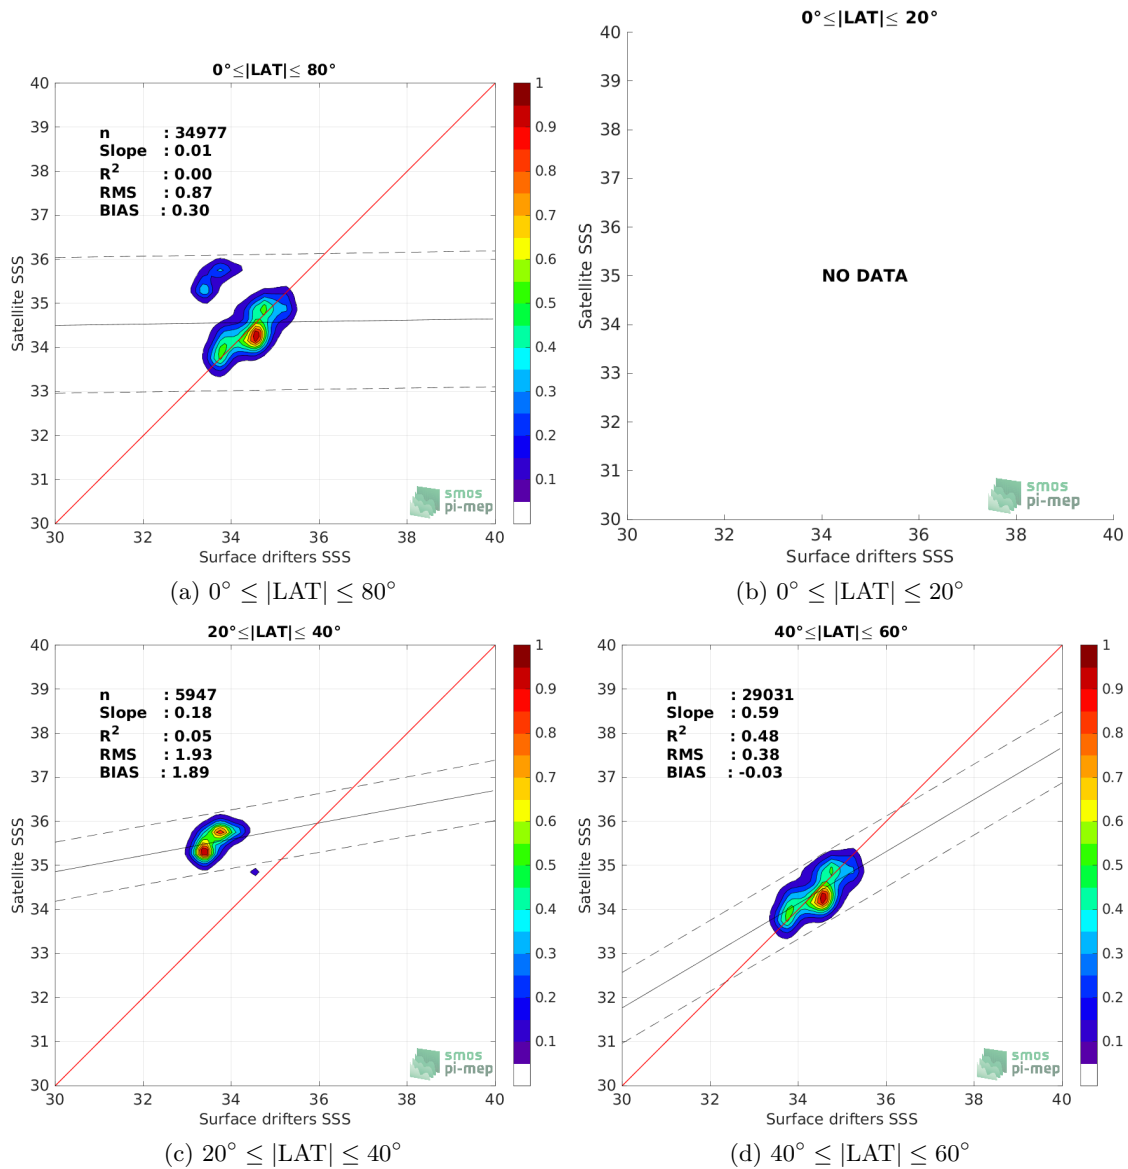 0°≤|LAT|≤ 80°
40
39
38
37
36
35
34
33
32
31
30
Satellite SSS
n : 34977
Slope : 0.01
R² : 0.00
RMS : 0.87
BIAS : 0.30
smos
pi-mep
30 32 34 36 38 40
Surface drifters SSS
1
0.9
0.8
0.7
0.6
0.5
0.4
0.3
0.2
0.1
(a) 0° ≤ |LAT| ≤ 80°
0°≤|LAT|≤ 20°
40
39
38
37
36
35
34
33
32
31
30
Satellite SSS
NO DATA
smos
pi-mep
30 32 34 36 38 40
Surface drifters SSS
(b) 0° ≤ |LAT| ≤ 20°
20°≤|LAT|≤ 40°
40
39
38
37
36
35
34
33
32
31
30
Satellite SSS
n : 5947
Slope : 0.18
R² : 0.05
RMS : 1.93
BIAS : 1.89
smos
pi-mep
30 32 34 36 38 40
Surface drifters SSS
1
0.9
0.8
0.7
0.6
0.5
0.4
0.3
0.2
0.1
(c) 20° ≤ |LAT| ≤ 40°
40°≤|LAT|≤ 60°
40
39
38
37
36
35
34
33
32
31
30
Satellite SSS
n : 29031
Slope : 0.59
R² : 0.48
RMS : 0.38
BIAS : -0.03
smos
pi-mep
30 32 34 36 38 40
Surface drifters SSS
1
0.9
0.8
0.7
0.6
0.5
0.4
0.3
0.2
0.1
(d) 40° ≤ |LAT| ≤ 60°